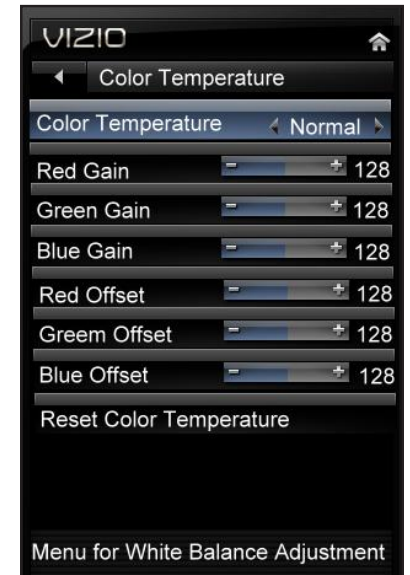 VIZIO
Color Temperature
Color Temperature Normal
Red Gain - + 128
Green Gain - + 128
Blue Gain - + 128
Red Offset - + 128
Greem Offset - + 128
Blue Offset - + 128
Reset Color Temperature
Menu for White Balance Adjustment